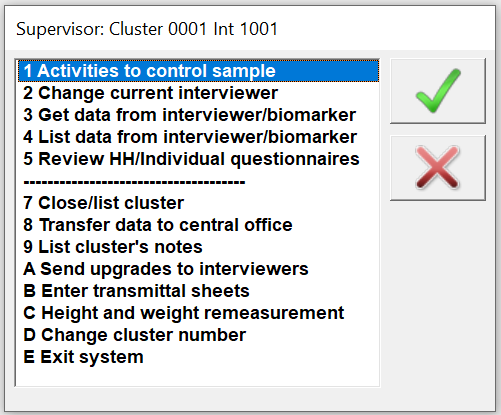 Supervisor: Cluster 0001 Int 1001
1 Activities to control sample
2 Change current interviewer
3 Get data from interviewer/biomarker
4 List data from interviewer/biomarker
5 Review HH/Individual questionnaires
-----------------------------------
7 Close/list cluster
8 Transfer data to central office
9 List cluster's notes
A Send upgrades to interviewers
B Enter transmittal sheets
C Height and weight remeasurement
D Change cluster number
E Exit system